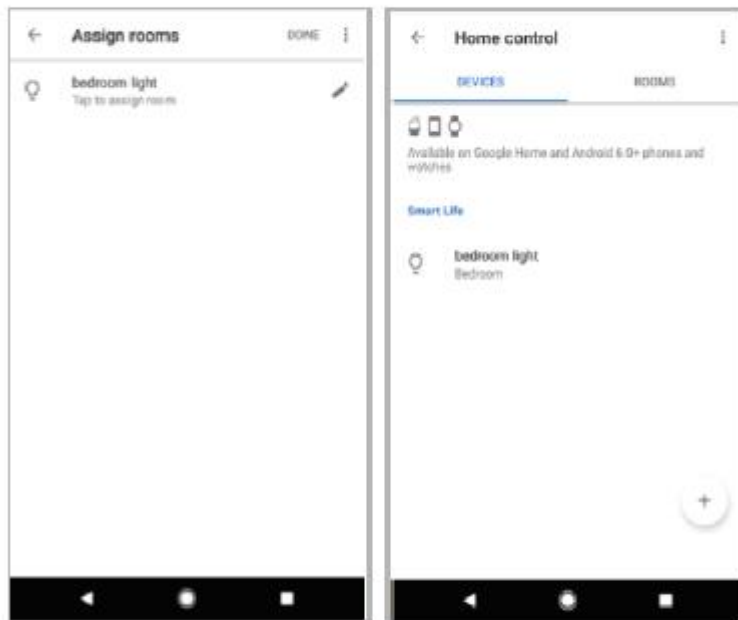 Assign rooms
DONE
bedroom light
Tap to assign room
Home control
DEVICES
ROOMS
Available on Google Home and Android 6.0+ phones and
watches
Smart Life
bedroom light
Bedroom